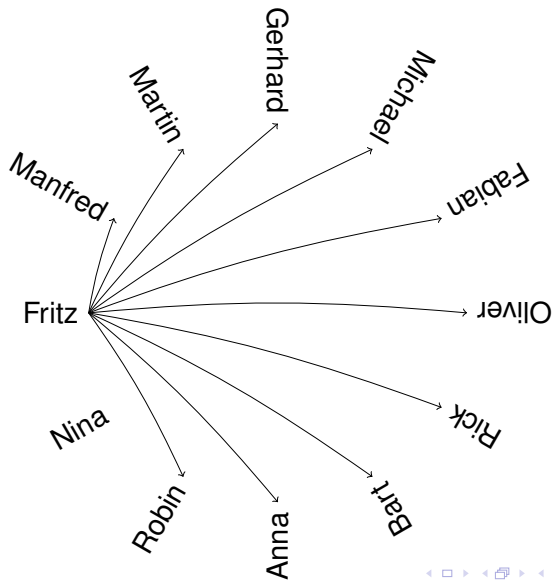 Gerhard
Michael
Martin
Manfred
Fabian
Fritz
Oliver
Nina
Rick
Robin
Bart
Anna